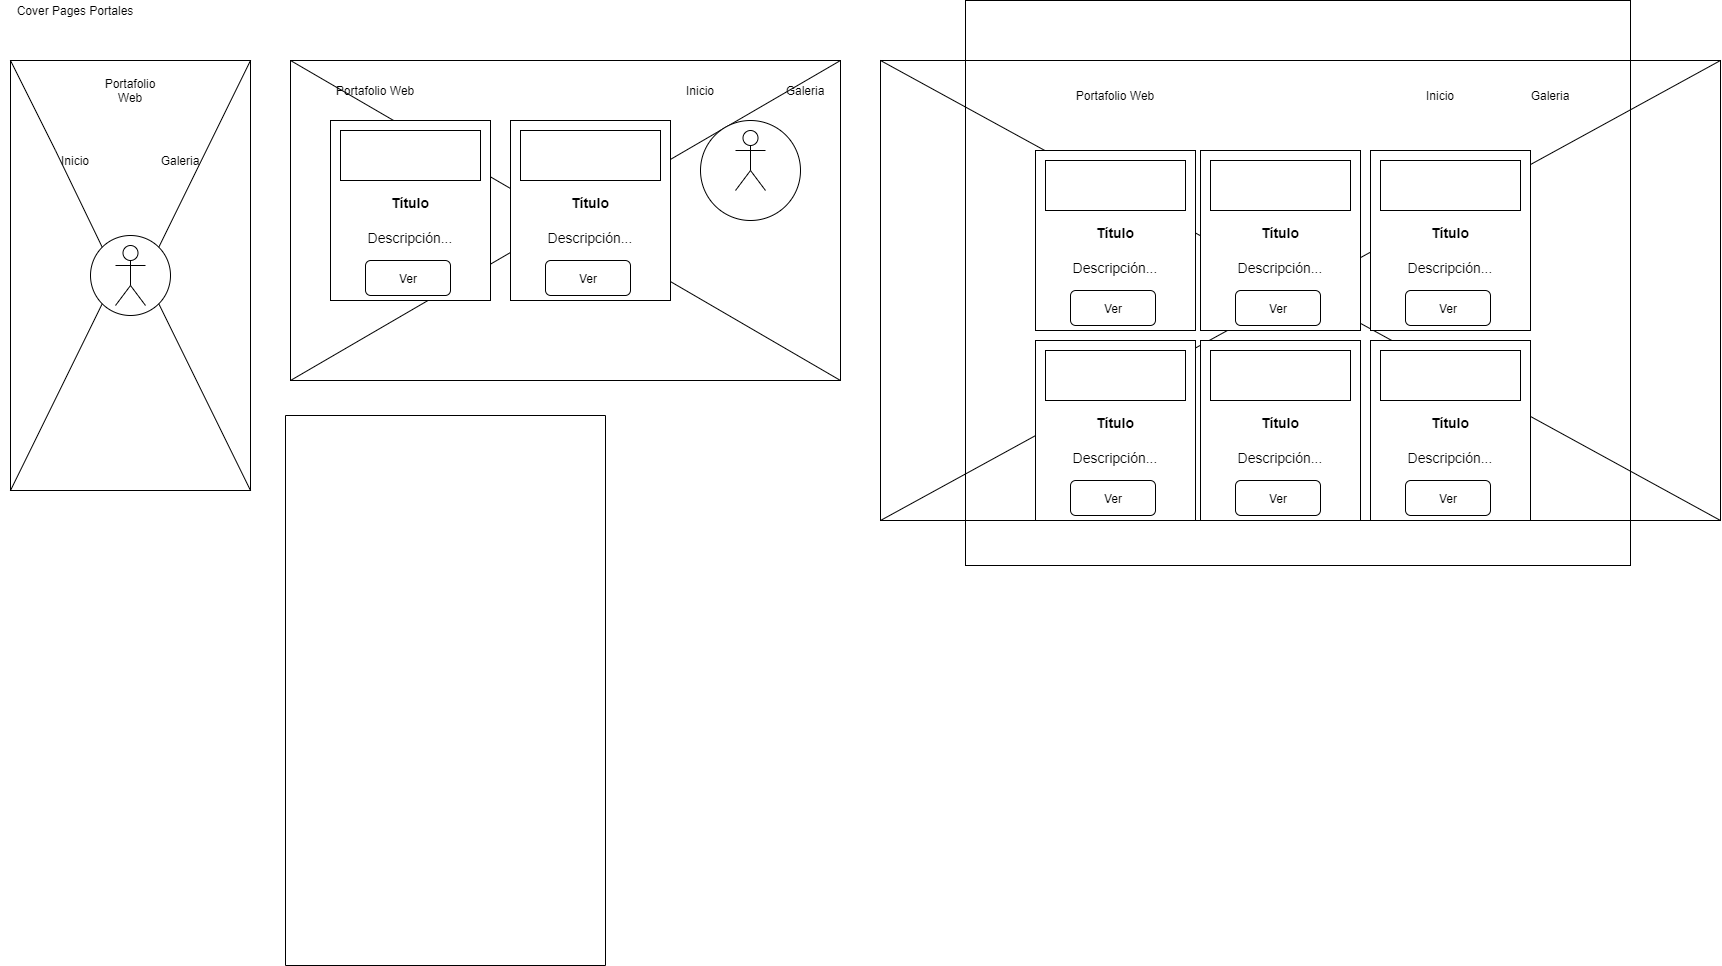 Cover Pages Portales
Portafolio
Web
Inicio Galeria
Portafolio Web Inicio Galeria
Título Título
Descripción... Descripción...
Ver Ver
Portafolio Web Inicio Galeria
Título Título Título
Descripción... Descripción... Descripción...
Ver Ver Ver
Título Título Título
Descripción... Descripción... Descripción...
Ver Ver Ver